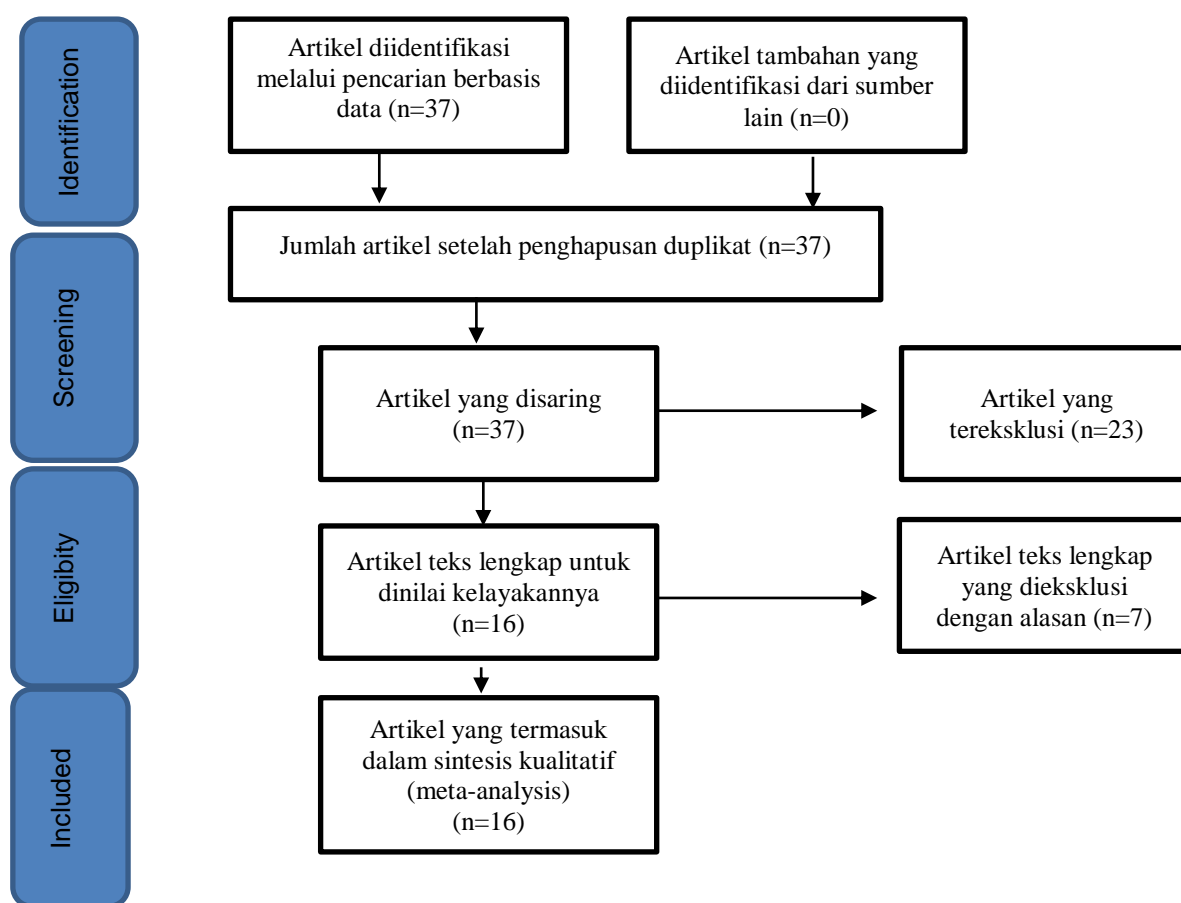 Identification
Artikel diidentifikasi
melalui pencarian berbasis
data (n=37)
Artikel tambahan yang
diidentifikasi dari sumber
lain (n=0)
Jumlah artikel setelah penghapusan duplikat (n=37)
Screening
Artikel yang disaring
(n=37)
Artikel yang
tereksklusi (n=23)
Eligibity
Artikel teks lengkap untuk
dinilai kelayakannya
(n=16)
Artikel teks lengkap
yang dieksklusi
dengan alasan (n=7)
Included
Artikel yang termasuk
dalam sintesis kualitatif
(meta-analysis)
(n=16)